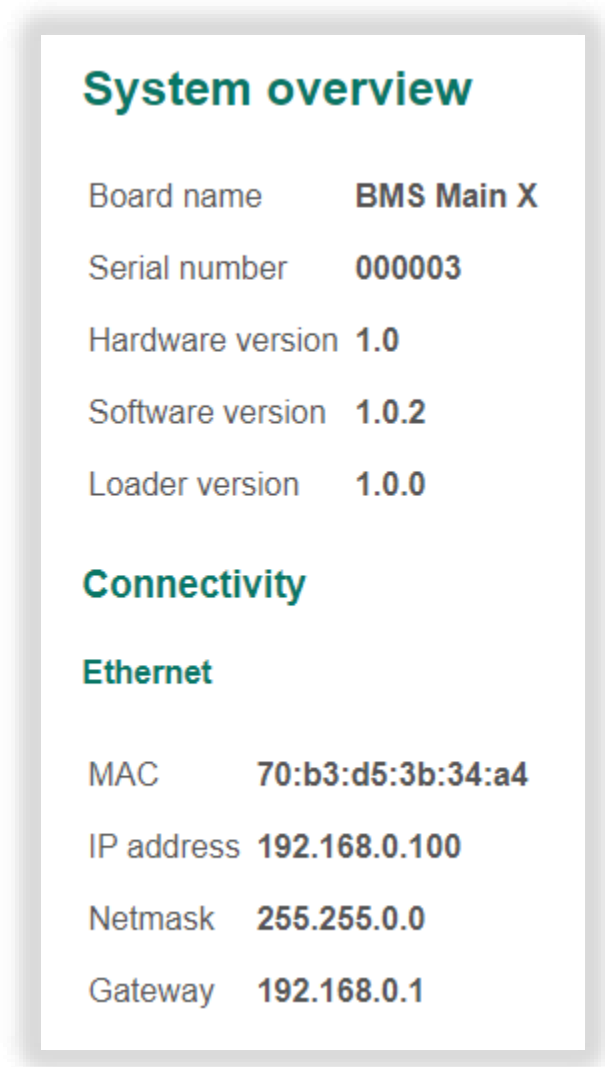 System overview
Board name BMS Main X
Serial number 000003
Hardware version 1.0
Software version 1.0.2
Loader version 1.0.0
Connectivity
Ethernet
MAC 70:b3:d5:3b:34:a4
IP address 192.168.0.100
Netmask 255.255.0.0
Gateway 192.168.0.1